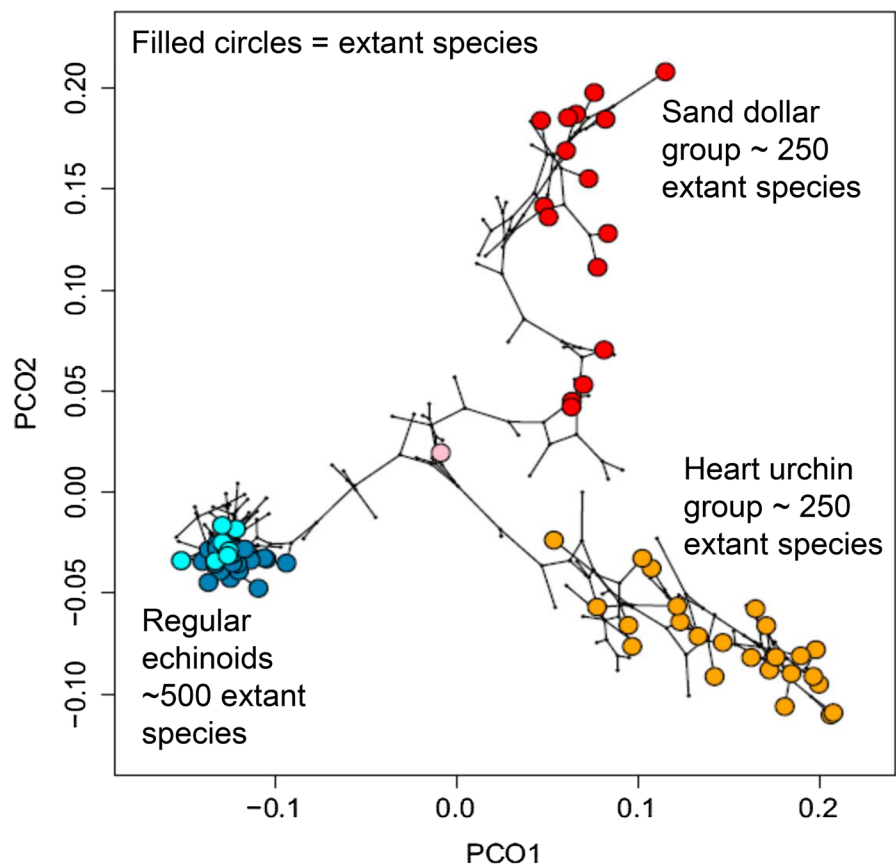 Filled circles = extant species
Sand dollar
group ~ 250
extant species
Heart urchin
group ~ 250
extant species
Regular
echinoids
~500 extant
species
0.20
0.15
0.10
0.05
0.00
−0.05
−0.10
PCO2
−0.1
0.0
0.1
0.2
PCO1